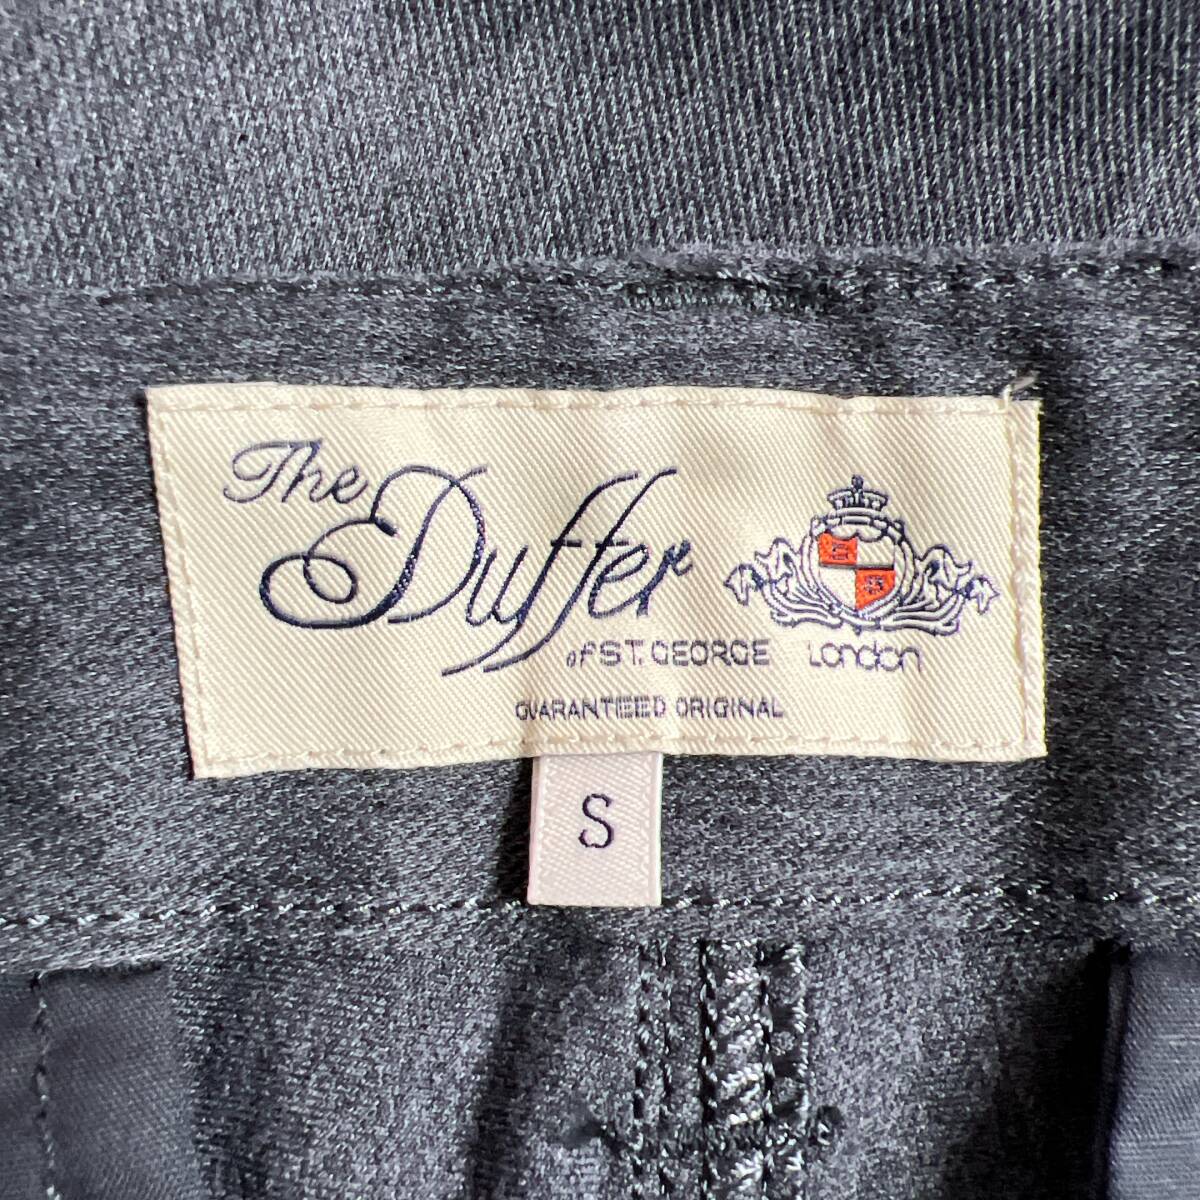 The
Duffer
of ST. GEORGE London
GUARANTEED ORIGINAL
S